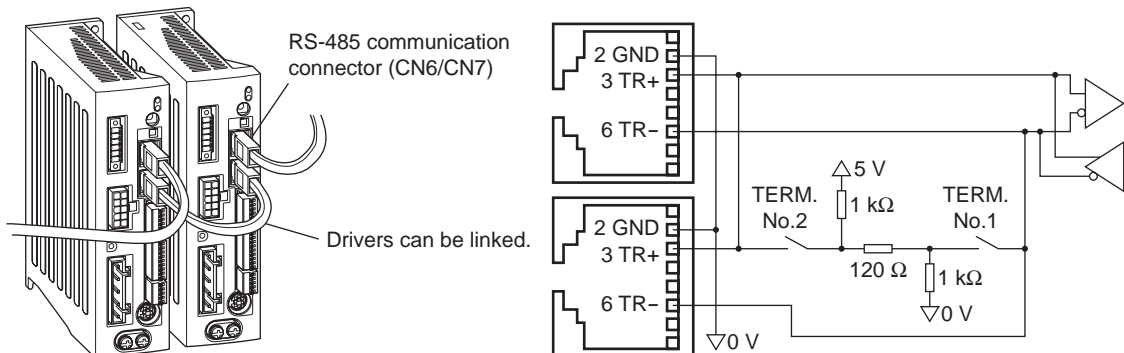 RS-485 communication
connector (CN6/CN7)
Drivers can be linked.
2 GND
3 TR+
6 TR−
5 V
TERM.
No.2
1 kΩ
TERM.
No.1
2 GND
3 TR+
120 Ω
1 kΩ
6 TR−
0 V
0 V